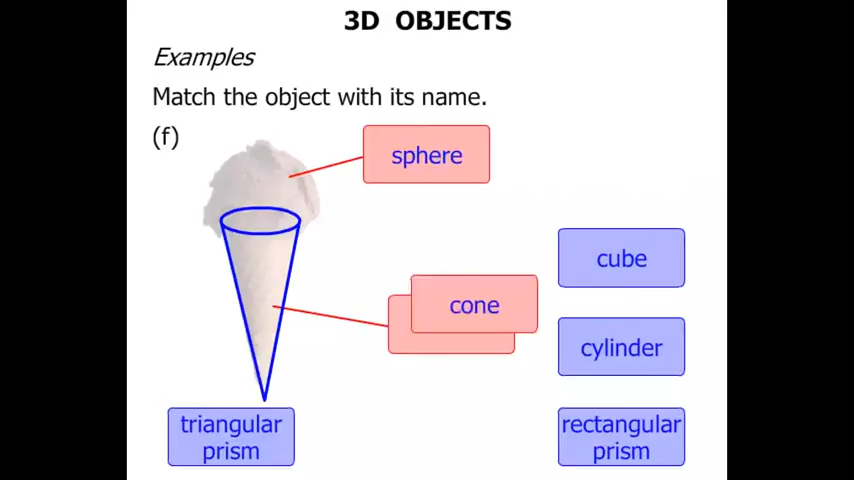 3D OBJECTS
Examples
Match the object with its name.
(f)
sphere
cube
cone
cylinder
triangular
prism
rectangular
prism